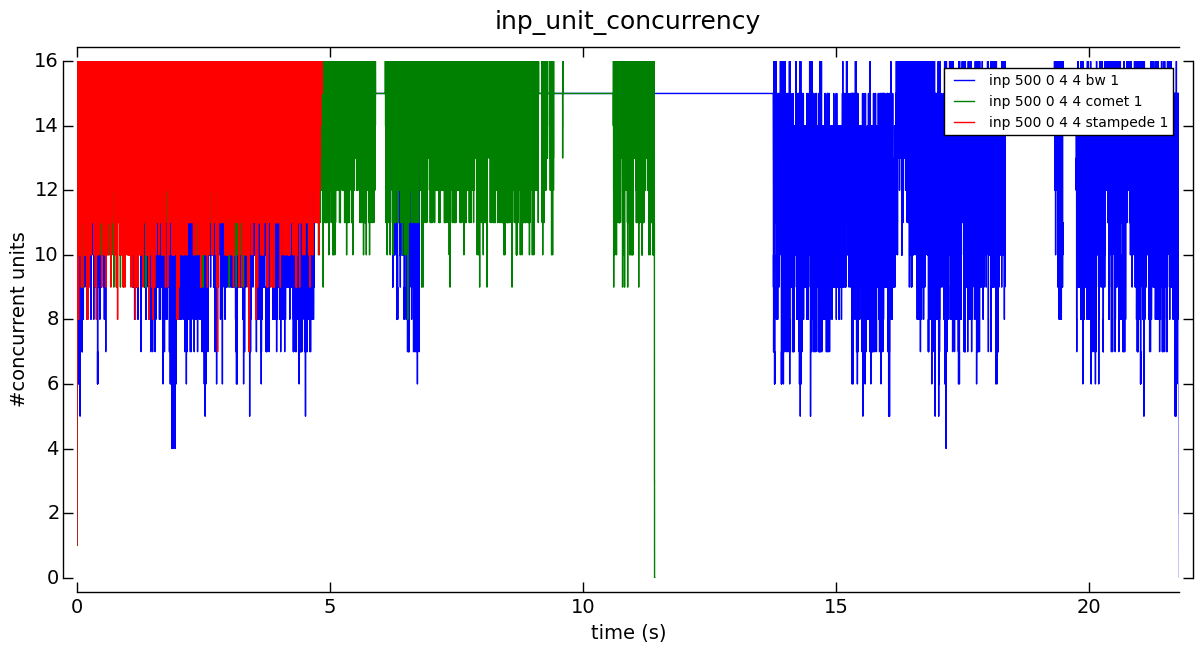 inp_unit_concurrency
16
14
12
10
8
6
4
2
0
#concurrent units
inp 500 0 4 4 bw 1
inp 500 0 4 4 comet 1
inp 500 0 4 4 stampede 1
0 5 10 15 20
time (s)